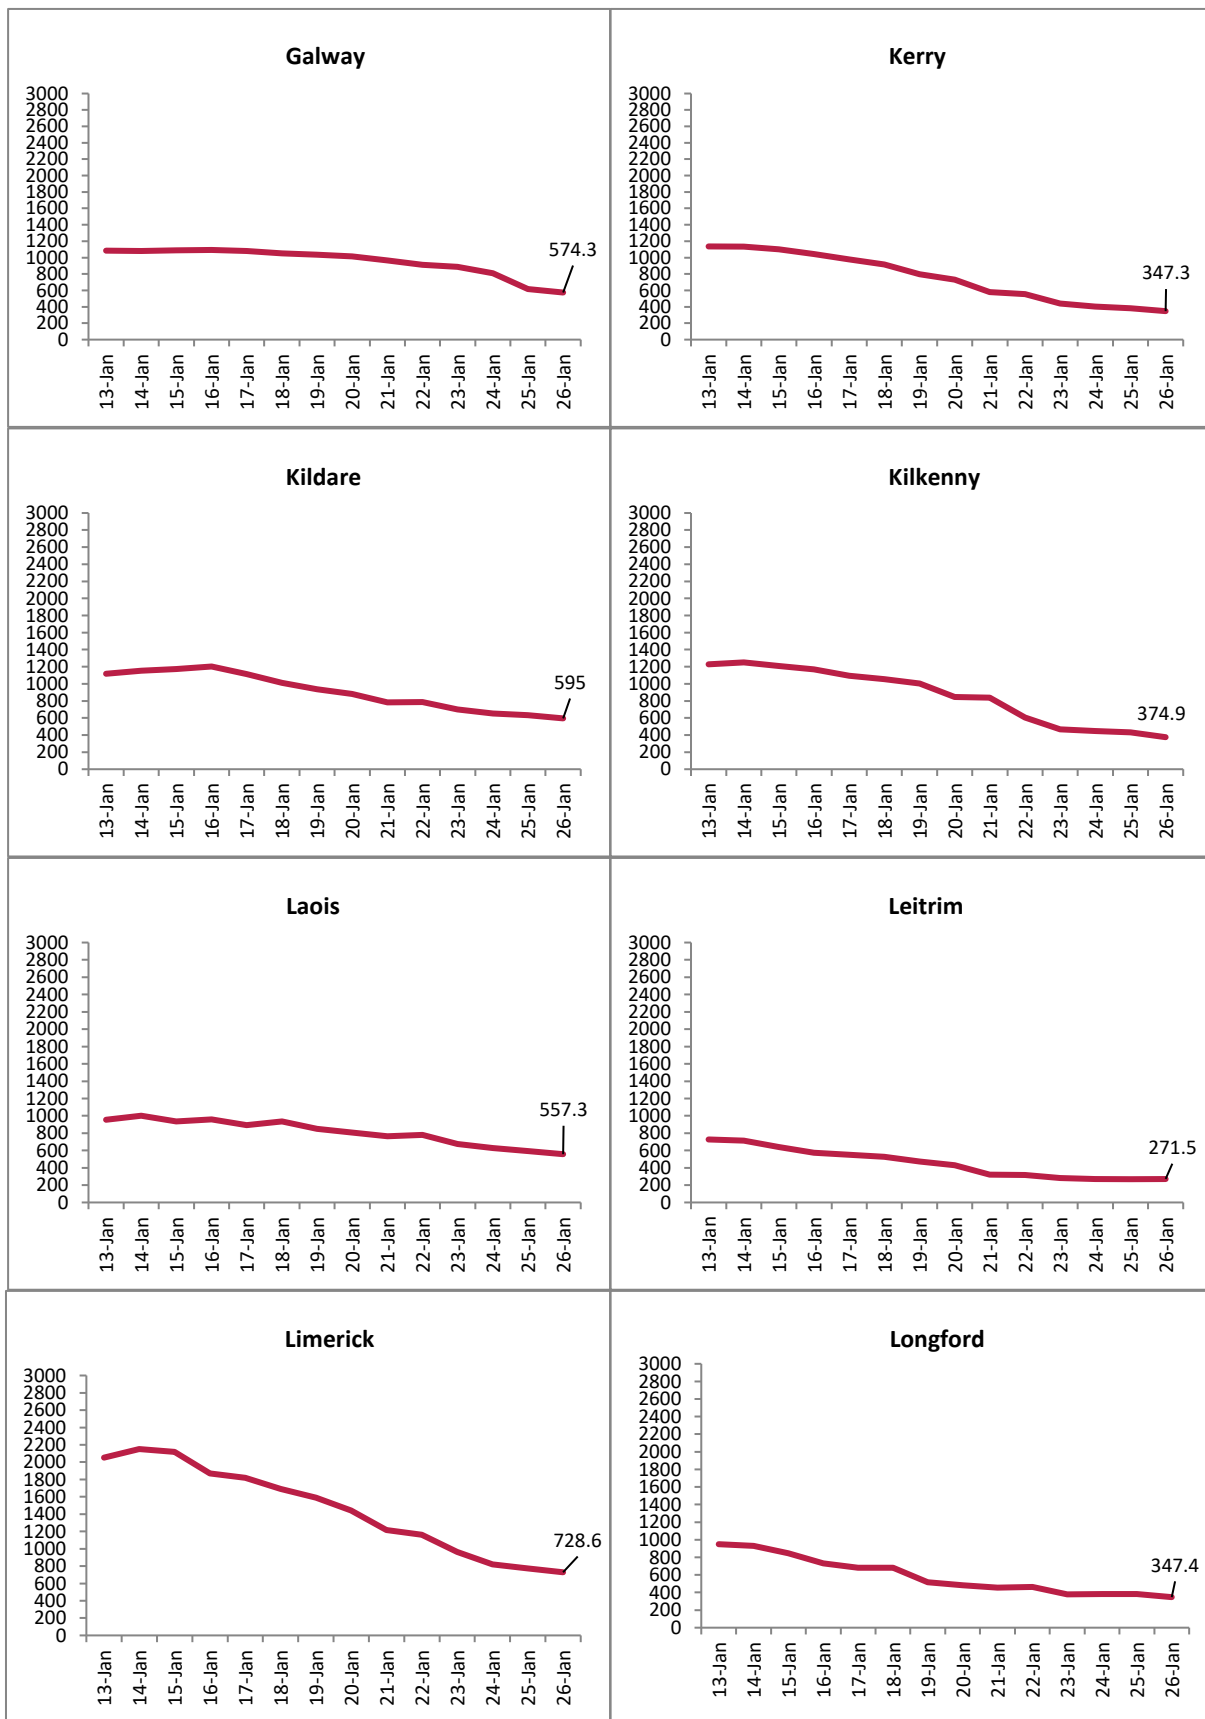 Galway
3000
2800
2600
2400
2200
2000
1800
1600
1400
1200
1000
800
600
400
200
0
574.3
13-Jan
14-Jan
15-Jan
16-Jan
17-Jan
18-Jan
19-Jan
20-Jan
21-Jan
22-Jan
23-Jan
24-Jan
25-Jan
26-Jan
Kerry
3000
2800
2600
2400
2200
2000
1800
1600
1400
1200
1000
800
600
400
200
0
347.3
13-Jan
14-Jan
15-Jan
16-Jan
17-Jan
18-Jan
19-Jan
20-Jan
21-Jan
22-Jan
23-Jan
24-Jan
25-Jan
26-Jan
Kildare
3000
2800
2600
2400
2200
2000
1800
1600
1400
1200
1000
800
600
400
200
0
595
13-Jan
14-Jan
15-Jan
16-Jan
17-Jan
18-Jan
19-Jan
20-Jan
21-Jan
22-Jan
23-Jan
24-Jan
25-Jan
26-Jan
Kilkenny
3000
2800
2600
2400
2200
2000
1800
1600
1400
1200
1000
800
600
400
200
0
374.9
13-Jan
14-Jan
15-Jan
16-Jan
17-Jan
18-Jan
19-Jan
20-Jan
21-Jan
22-Jan
23-Jan
24-Jan
25-Jan
26-Jan
Laois
3000
2800
2600
2400
2200
2000
1800
1600
1400
1200
1000
800
600
400
200
0
557.3
13-Jan
14-Jan
15-Jan
16-Jan
17-Jan
18-Jan
19-Jan
20-Jan
21-Jan
22-Jan
23-Jan
24-Jan
25-Jan
26-Jan
Leitrim
3000
2800
2600
2400
2200
2000
1800
1600
1400
1200
1000
800
600
400
200
0
271.5
13-Jan
14-Jan
15-Jan
16-Jan
17-Jan
18-Jan
19-Jan
20-Jan
21-Jan
22-Jan
23-Jan
24-Jan
25-Jan
26-Jan
Limerick
3000
2800
2600
2400
2200
2000
1800
1600
1400
1200
1000
800
600
400
200
0
728.6
13-Jan
14-Jan
15-Jan
16-Jan
17-Jan
18-Jan
19-Jan
20-Jan
21-Jan
22-Jan
23-Jan
24-Jan
25-Jan
26-Jan
Longford
3000
2800
2600
2400
2200
2000
1800
1600
1400
1200
1000
800
600
400
200
0
347.4
13-Jan
14-Jan
15-Jan
16-Jan
17-Jan
18-Jan
19-Jan
20-Jan
21-Jan
22-Jan
23-Jan
24-Jan
25-Jan
26-Jan